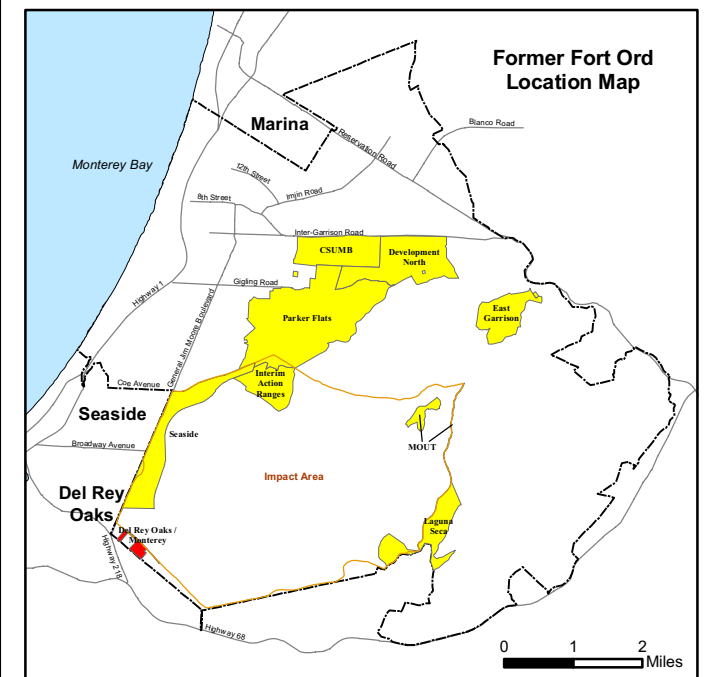 Former Fort Ord
Location Map
Marina
Blanco Road
Reservation Road
Monterey Bay
12th Street
Imjin Road
8th Street
Inter-Garrison Road
CSUMB
Development
North
Gigling Road
Highway 1
General Jim Moore Boulevard
East
Garrison
Parker Flats
Interim
Action
Ranges
Coe Avenue
Seaside
Seaside
Broadway Avenue
MOUT
Impact Area
Del Rey
Oaks
Laguna
Seca
Del Rey Oaks /
Monterey
Highway 218
Highway 68
0 1 2
Miles